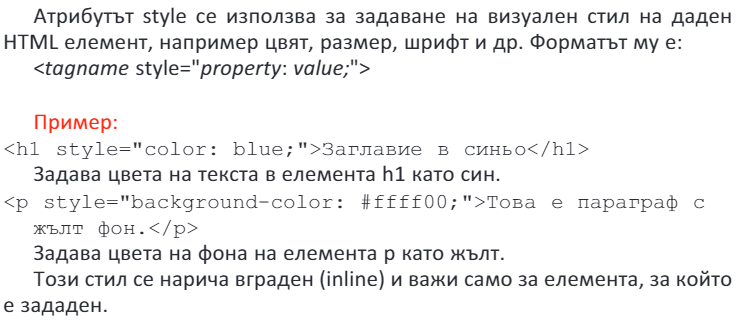 Атрибутът style се използва за задаване на визуален стил на даден
HTML елемент, например цвят, размер, шрифт и др. Форматът му е:
<tagname style="property: value;">
Пример:
<h1 style="color: blue;">Заглавие в синьо</h1>
Задава цвета на текста в елемента h1 като син.
<p style="background-color: #ffff00;">Това е параграф с
жълт фон.</p>
Задава цвета на фона на елемента p като жълт.
Този стил се нарича вграден (inline) и важи само за елемента, за който
е зададен.